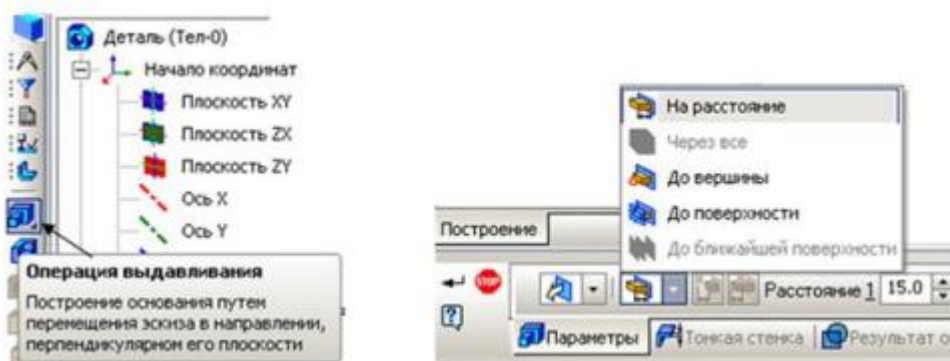 Деталь (Тел-0)
Начало координат
Плоскость XY
Плоскость ZX
Плоскость ZY
Ось X
Ось Y
Операция выдавливания
Построение основания путем
перемещения эскиза в направлении,
перпендикулярном его плоскости
На расстояние
Через все
До вершины
До поверхности
До ближайшей поверхности
Построение
STOP
Расстояние 1 15.0
Параметры Тонкая стенка Результат